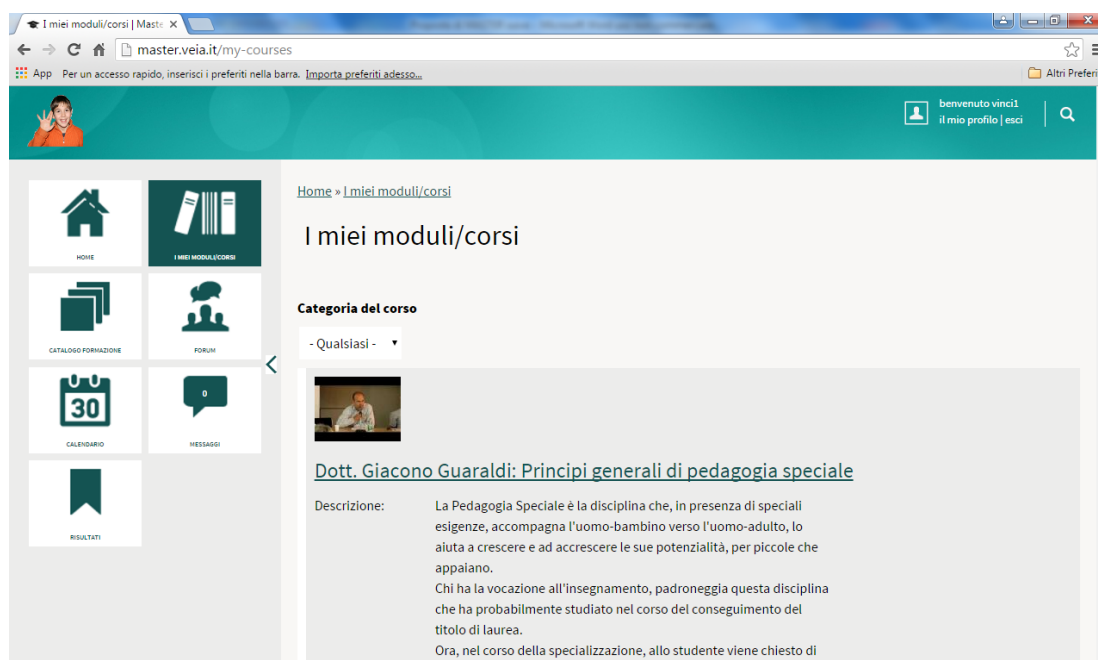 I miei moduli/corsi | Maste
master.veia.it/my-courses
App Per un accesso rapido, inserisci i preferiti nella barra. Importa preferiti adesso...
Altri Preferi
benvenuto vinci1
il mio profilo | esci
HOME
I MIEI MODULI/CORSI
CATALOGO FORMAZIONE
FORUM
30
CALENDARIO
0
MESSAGGI
RISULTATI
Home » I miei moduli/corsi
I miei moduli/corsi
Categoria del corso
- Qualsiasi -
Dott. Giacono Guaraldi: Principi generali di pedagogia speciale
Descrizione:
La Pedagogia Speciale è la disciplina che, in presenza di speciali
esigenze, accompagna l'uomo-bambino verso l'uomo-adulto, lo
aiuta a crescere e ad accrescere le sue potenzialità, per piccole che
appaiano.
Chi ha la vocazione all'insegnamento, padroneggia questa disciplina
che ha probabilmente studiato nel corso del conseguimento del
titolo di laurea.
Ora, nel corso della specializzazione, allo studente viene chiesto di